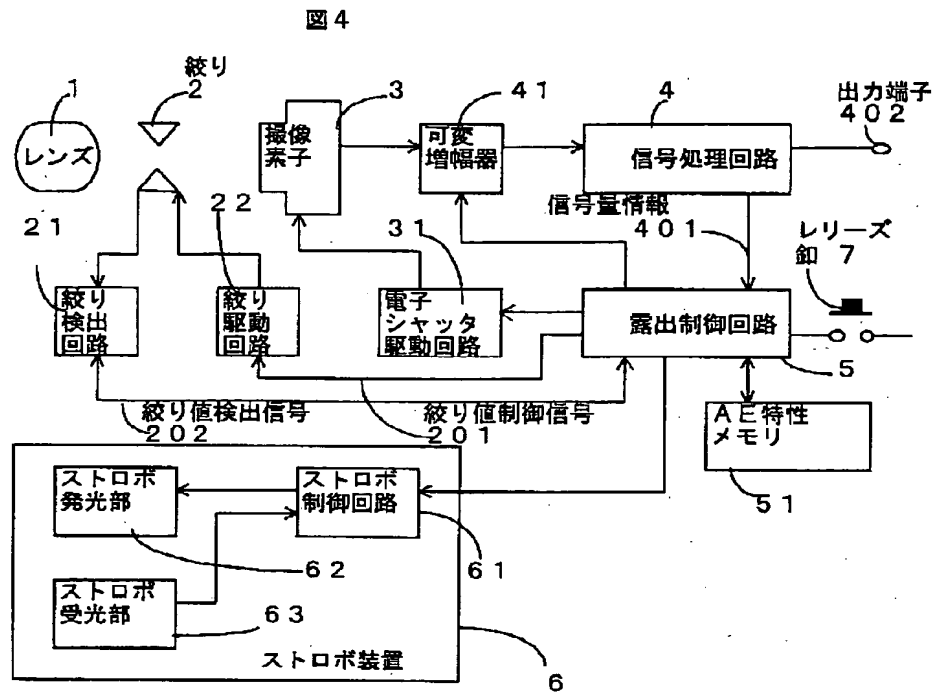 図4
1
レンズ
絞り
2
撮像
素子
3
可変
増幅器
41
信号処理回路
4
出力端子
402
信号量情報
401
レリーズ
釦 7
21
絞り
検出
回路
22
絞り
駆動
回路
31
電子
シャッタ
駆動回路
露出制御回路
5
絞り値検出信号
202
絞り値制御信号
201
AE特性
メモリ
51
ストロボ
発光部
62
ストロボ
制御回路
61
ストロボ
受光部
63
ストロボ装置
6